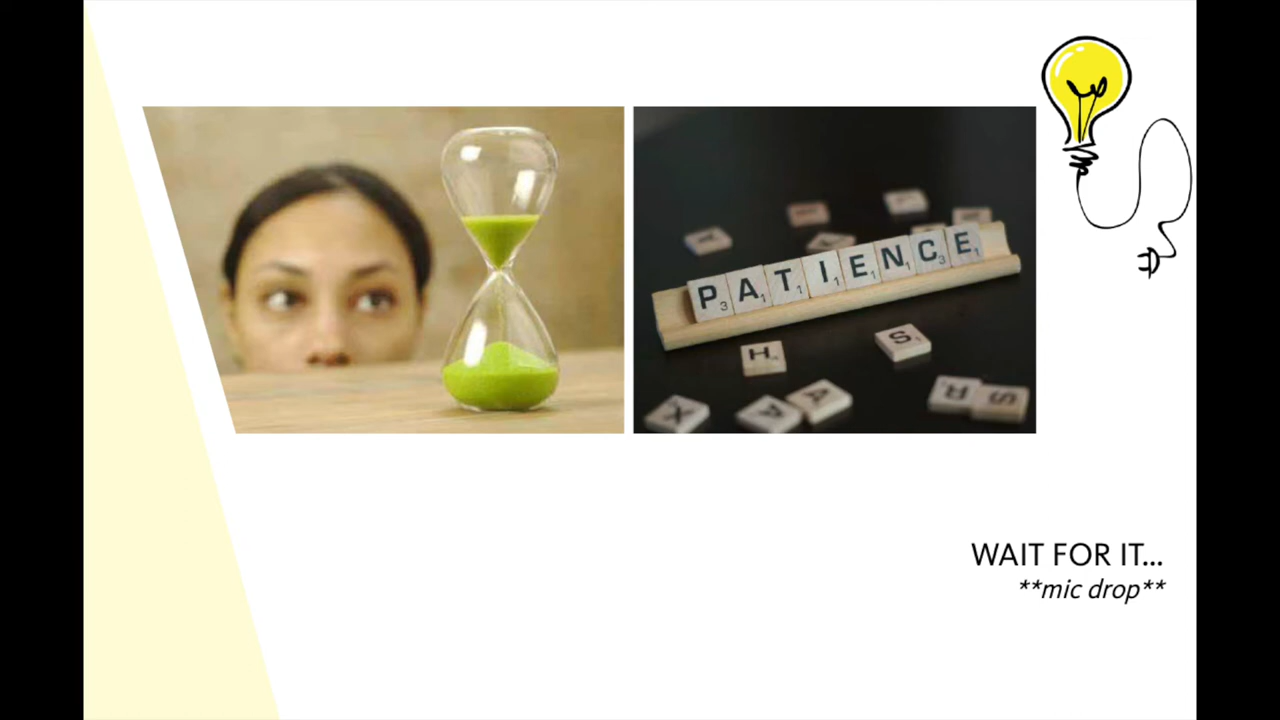 PATIENCE
H S
X A A R S
WAIT FOR IT...
**mic drop**